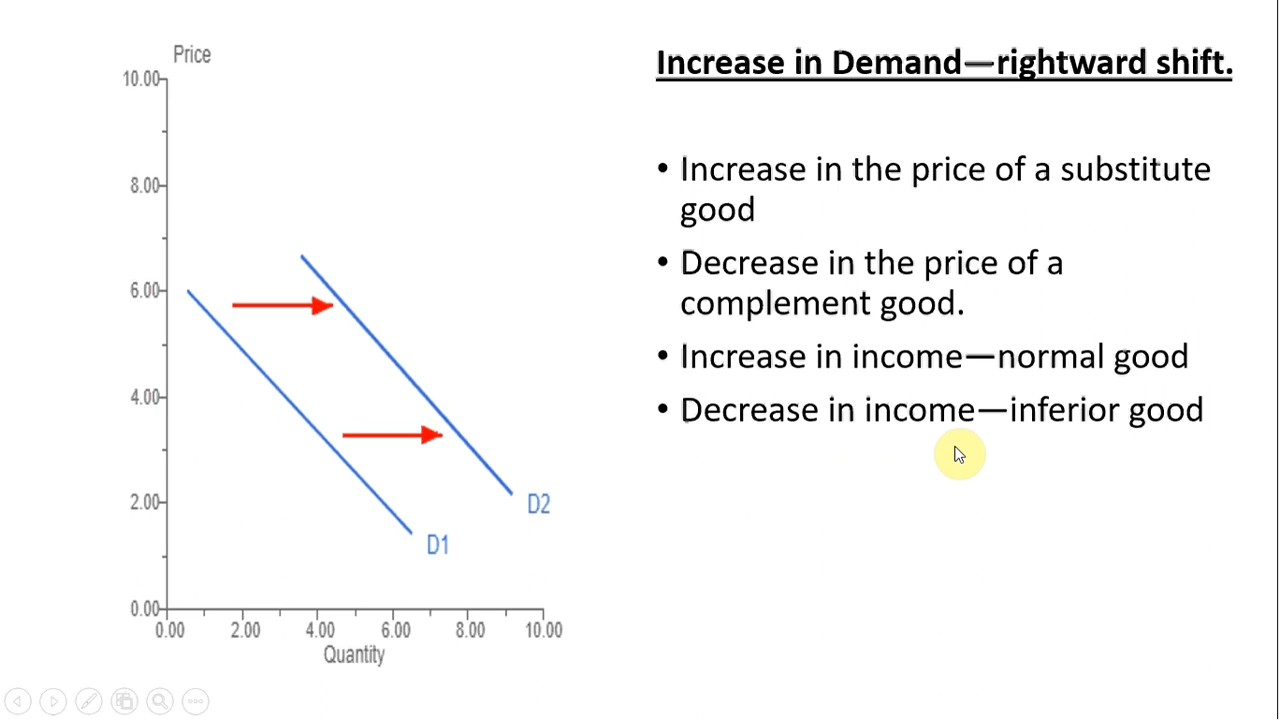 Increase in Demand—rightward shift.
• Increase in the price of a substitute
good
• Decrease in the price of a
complement good.
• Increase in income—normal good
• Decrease in income—inferior good
Price
10.00
8.00
6.00
4.00
2.00
0.00
D2
D1
0.00 2.00 4.00 6.00 8.00 10.00
Quantity